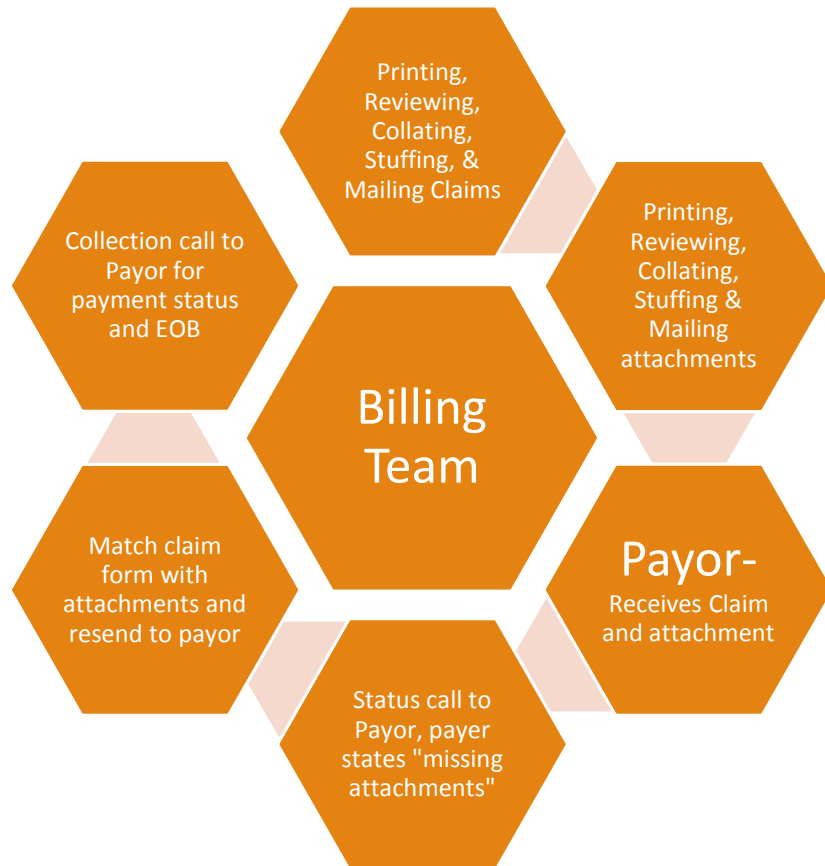 Printing,
Reviewing,
Collating,
Stuffing, &
Mailing Claims
Printing,
Reviewing,
Collating,
Stuffing &
Mailing
attachments
Payor-
Receives Claim
and attachment
Status call to
Payor, payer
states "missing
attachments"
Match claim
form with
attachments and
resend to payor
Collection call to
Payor for
payment status
and EOB
Billing
Team